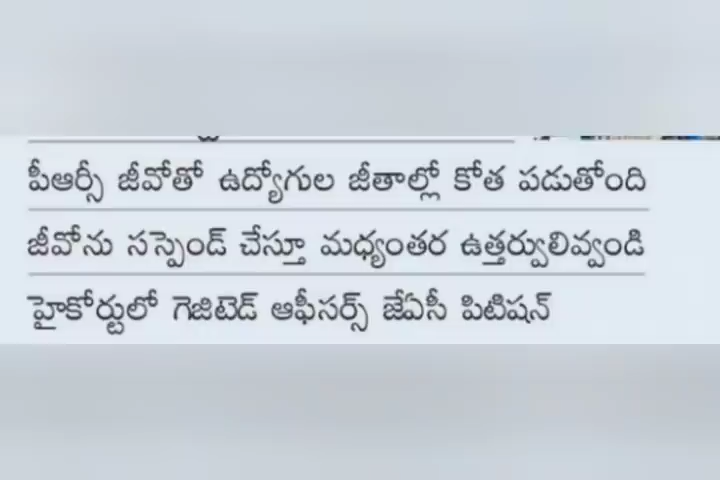 పీఆర్సీ జీవోతో ఉద్యోగుల జీతాల్లో కోత పడుతోంది
జీవోను సస్పెండ్ చేస్తూ మధ్యంతర ఉత్తర్వులివ్వండి
హైకోర్టులో గెజిటెడ్ ఆఫీసర్స్ జేఏసీ పిటిషన్